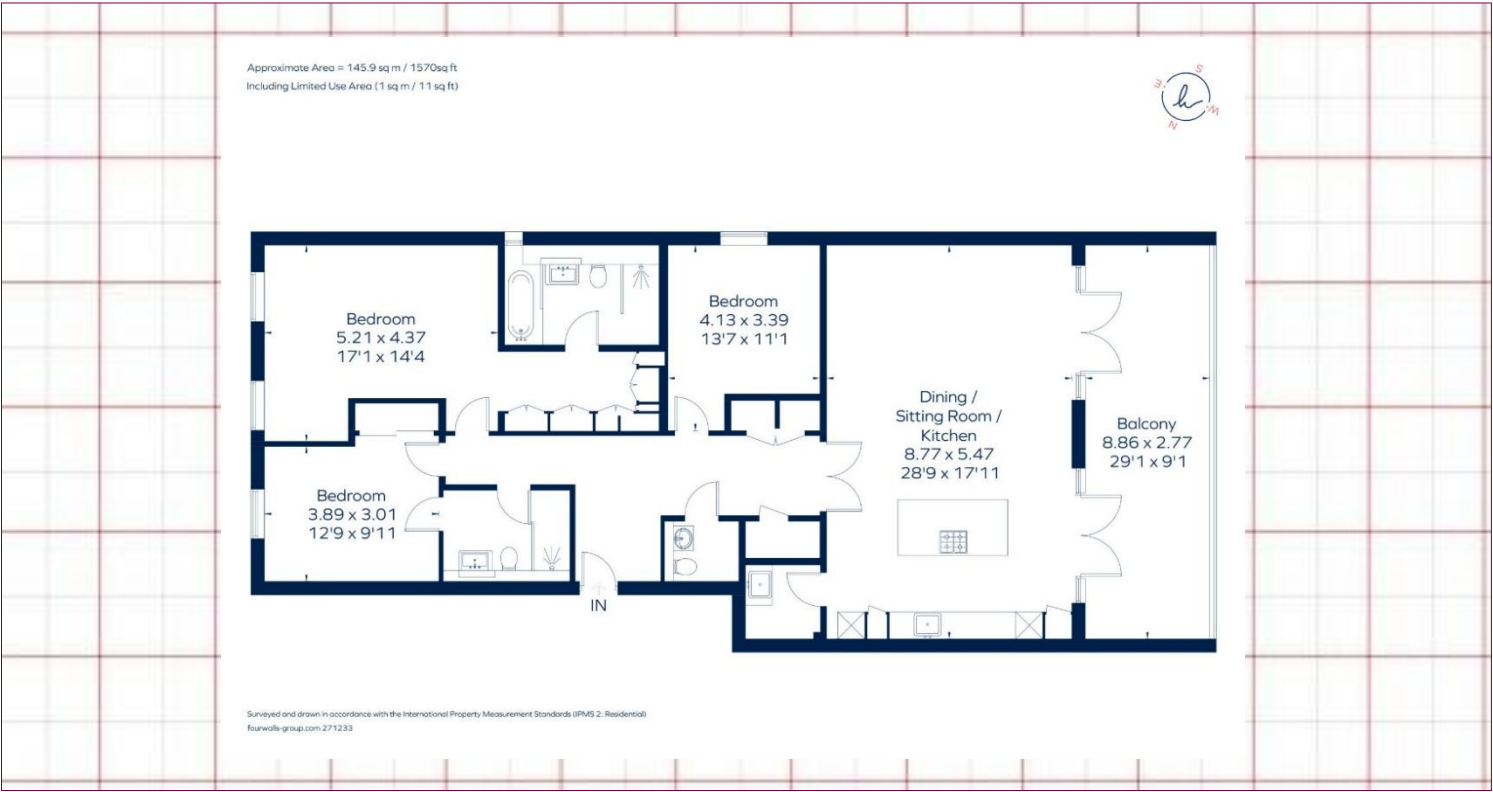 Approximate Area = 145.9 sq m / 1570sq ft
Including Limited Use Area (1 sq m / 11 sq ft)
S
E
W
N
Bedroom
5.21 x 4.37
17'1 x 14'4
Bedroom
4.13 x 3.39
13'7 x 11'1
Dining /
Sitting Room /
Kitchen
8.77 x 5.47
28'9 x 17'11
Balcony
8.86 x 2.77
29'1 x 9'1
Bedroom
3.89 x 3.01
12'9 x 9'11
IN
Surveyed and drawn in accordance with the International Property Measurement Standards (IPMS 2: Residential)
fourwalls-group.com 271233